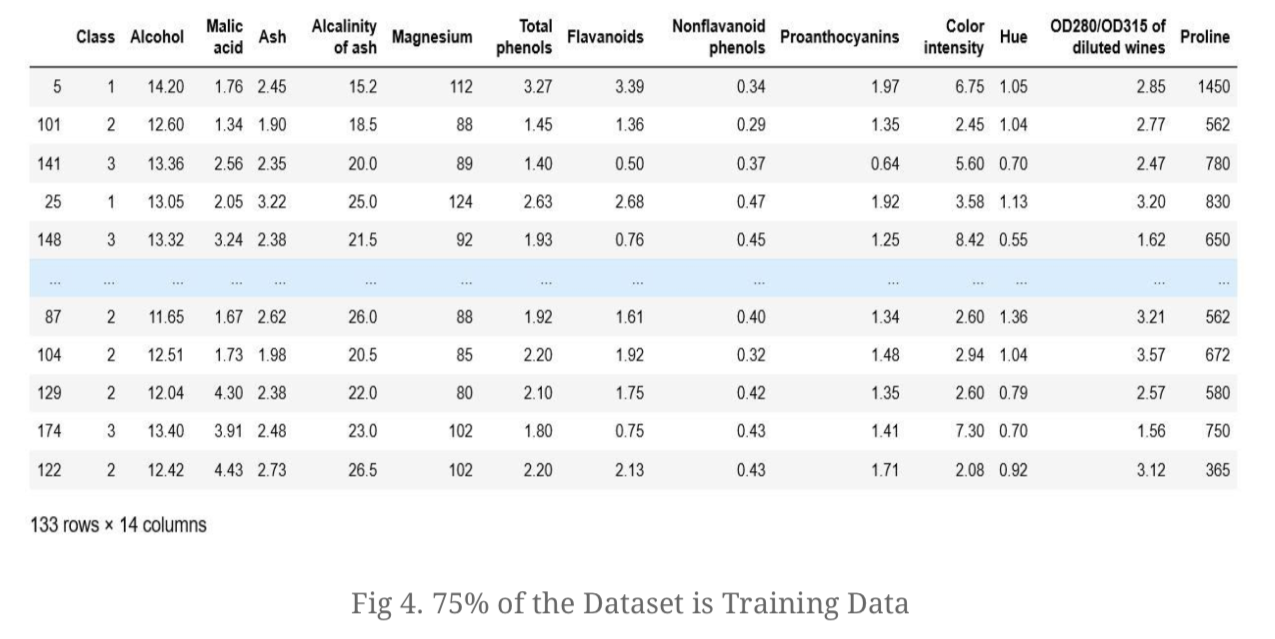 Class Alcohol Malic acid Ash Alcalinity of ash Magnesium Total phenols Flavanoids Nonflavanoid phenols Proanthocyanins Color intensity Hue OD280/OD315 of diluted wines Proline
5 1 14.20 1.76 2.45 15.2 112 3.27 3.39 0.34 1.97 6.75 1.05 2.85 1450
101 2 12.60 1.34 1.90 18.5 88 1.45 1.36 0.29 1.35 2.45 1.04 2.77 562
141 3 13.36 2.56 2.35 20.0 89 1.40 0.50 0.37 0.64 5.60 0.70 2.47 780
25 1 13.05 2.05 3.22 25.0 124 2.63 2.68 0.47 1.92 3.58 1.13 3.20 830
148 3 13.32 3.24 2.38 21.5 92 1.93 0.76 0.45 1.25 8.42 0.55 1.62 650
... ... ... ... ... ... ... ... ... ... ... ... ... ... ...
87 2 11.65 1.67 2.62 26.0 88 1.92 1.61 0.40 1.34 2.60 1.36 3.21 562
104 2 12.51 1.73 1.98 20.5 85 2.20 1.92 0.32 1.48 2.94 1.04 3.57 672
129 2 12.04 4.30 2.38 22.0 80 2.10 1.75 0.42 1.35 2.60 0.79 2.57 580
174 3 13.40 3.91 2.48 23.0 102 1.80 0.75 0.43 1.41 7.30 0.70 1.56 750
122 2 12.42 4.43 2.73 26.5 102 2.20 2.13 0.43 1.71 2.08 0.92 3.12 365
133 rows × 14 columns
Fig 4. 75% of the Dataset is Training Data